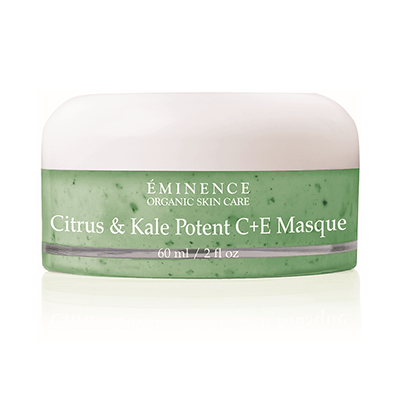 ÉMINENCE
ORGANIC SKIN CARE
Citrus & Kale Potent C+E Masque
60 ml / 2 fl oz